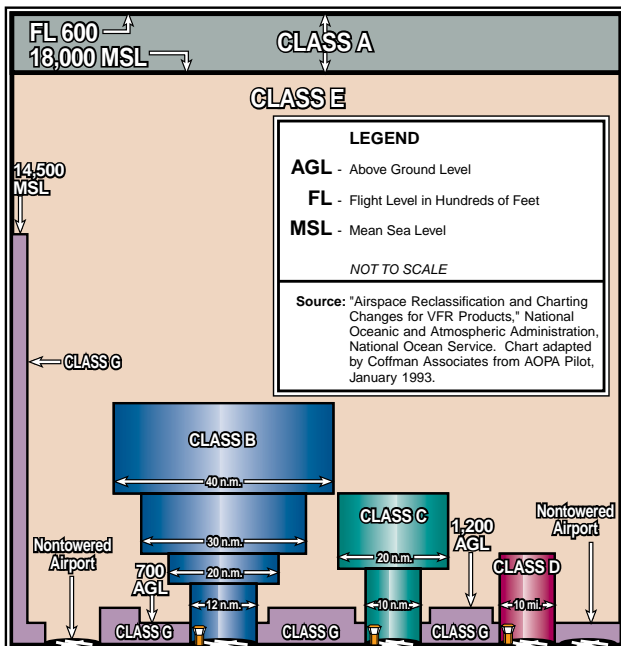 FL 600
18,000 MSL
CLASS A
CLASS E
LEGEND
AGL - Above Ground Level
FL - Flight Level in Hundreds of Feet
MSL - Mean Sea Level
NOT TO SCALE
Source: "Airspace Reclassification and Charting
Changes for VFR Products," National
Oceanic and Atmospheric Administration,
National Ocean Service. Chart adapted
by Coffman Associates from AOPA Pilot,
January 1993.
14,500
MSL
CLASS G
CLASS B
40 n.m.
30 n.m.
20 n.m.
12 n.m.
CLASS C
20 n.m.
10 n.m.
CLASS D
10 mi.
Nontowered
Airport
700
AGL
1,200
AGL
Nontowered
Airport
CLASS G
CLASS G
CLASS G